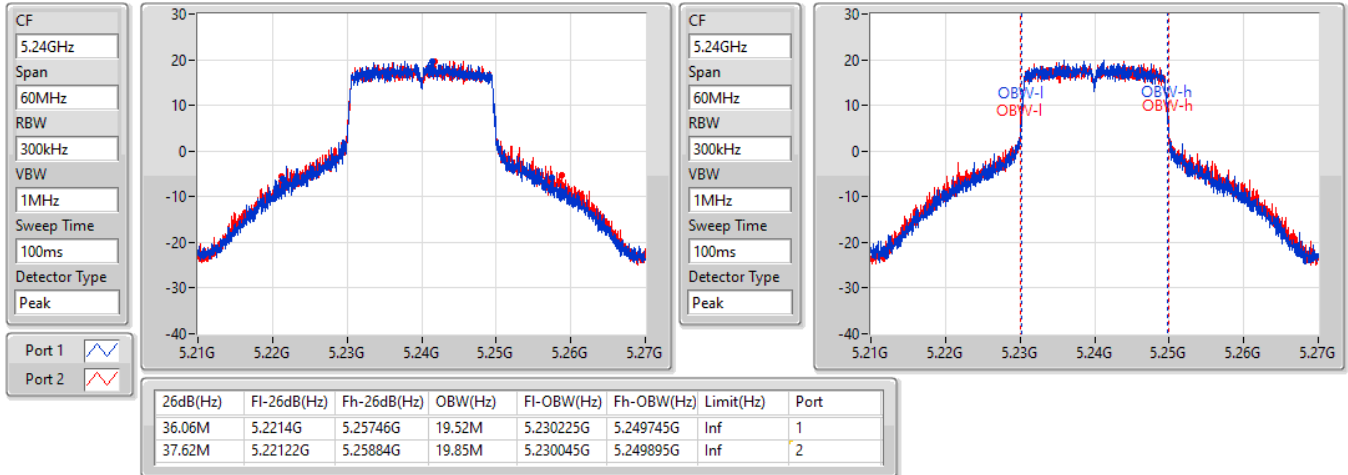 CF
5.24GHz
Span
60MHz
RBW
300kHz
VBW
1MHz
Sweep Time
100ms
Detector Type
Peak
Port 1
Port 2
30
20
10
0
-10
-20
-30
-40
5.21G 5.22G 5.23G 5.24G 5.25G 5.26G 5.27G
CF
5.24GHz
Span
60MHz
RBW
300kHz
VBW
1MHz
Sweep Time
100ms
Detector Type
Peak
30
20
10
0
-10
-20
-30
-40
OBW-l OBW-h
OBW-l OBW-h
5.21G 5.22G 5.23G 5.24G 5.25G 5.26G 5.27G
26dB(Hz) Fl-26dB(Hz) Fh-26dB(Hz) OBW(Hz) Fl-OBW(Hz) Fh-OBW(Hz) Limit(Hz) Port
36.06M 5.2214G 5.25746G 19.52M 5.230225G 5.249745G Inf 1
37.62M 5.22122G 5.25884G 19.85M 5.230045G 5.249895G Inf 2